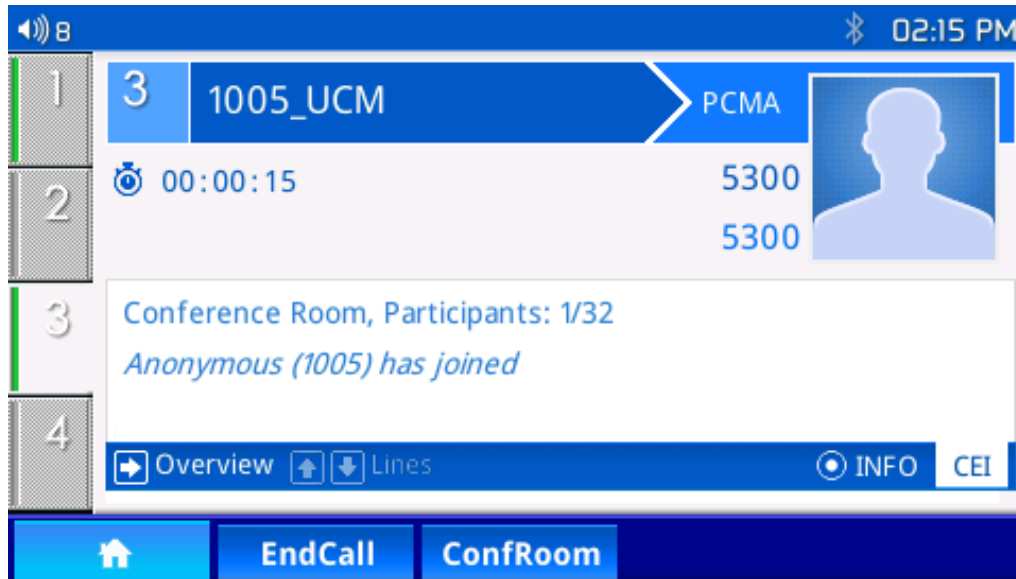 8 02:15 PM
1
2
3
4
3 1005_UCM PCMA
00:00:15 5300
5300
Conference Room, Participants: 1/32
Anonymous (1005) has joined
Overview Lines INFO CEI
EndCall ConfRoom